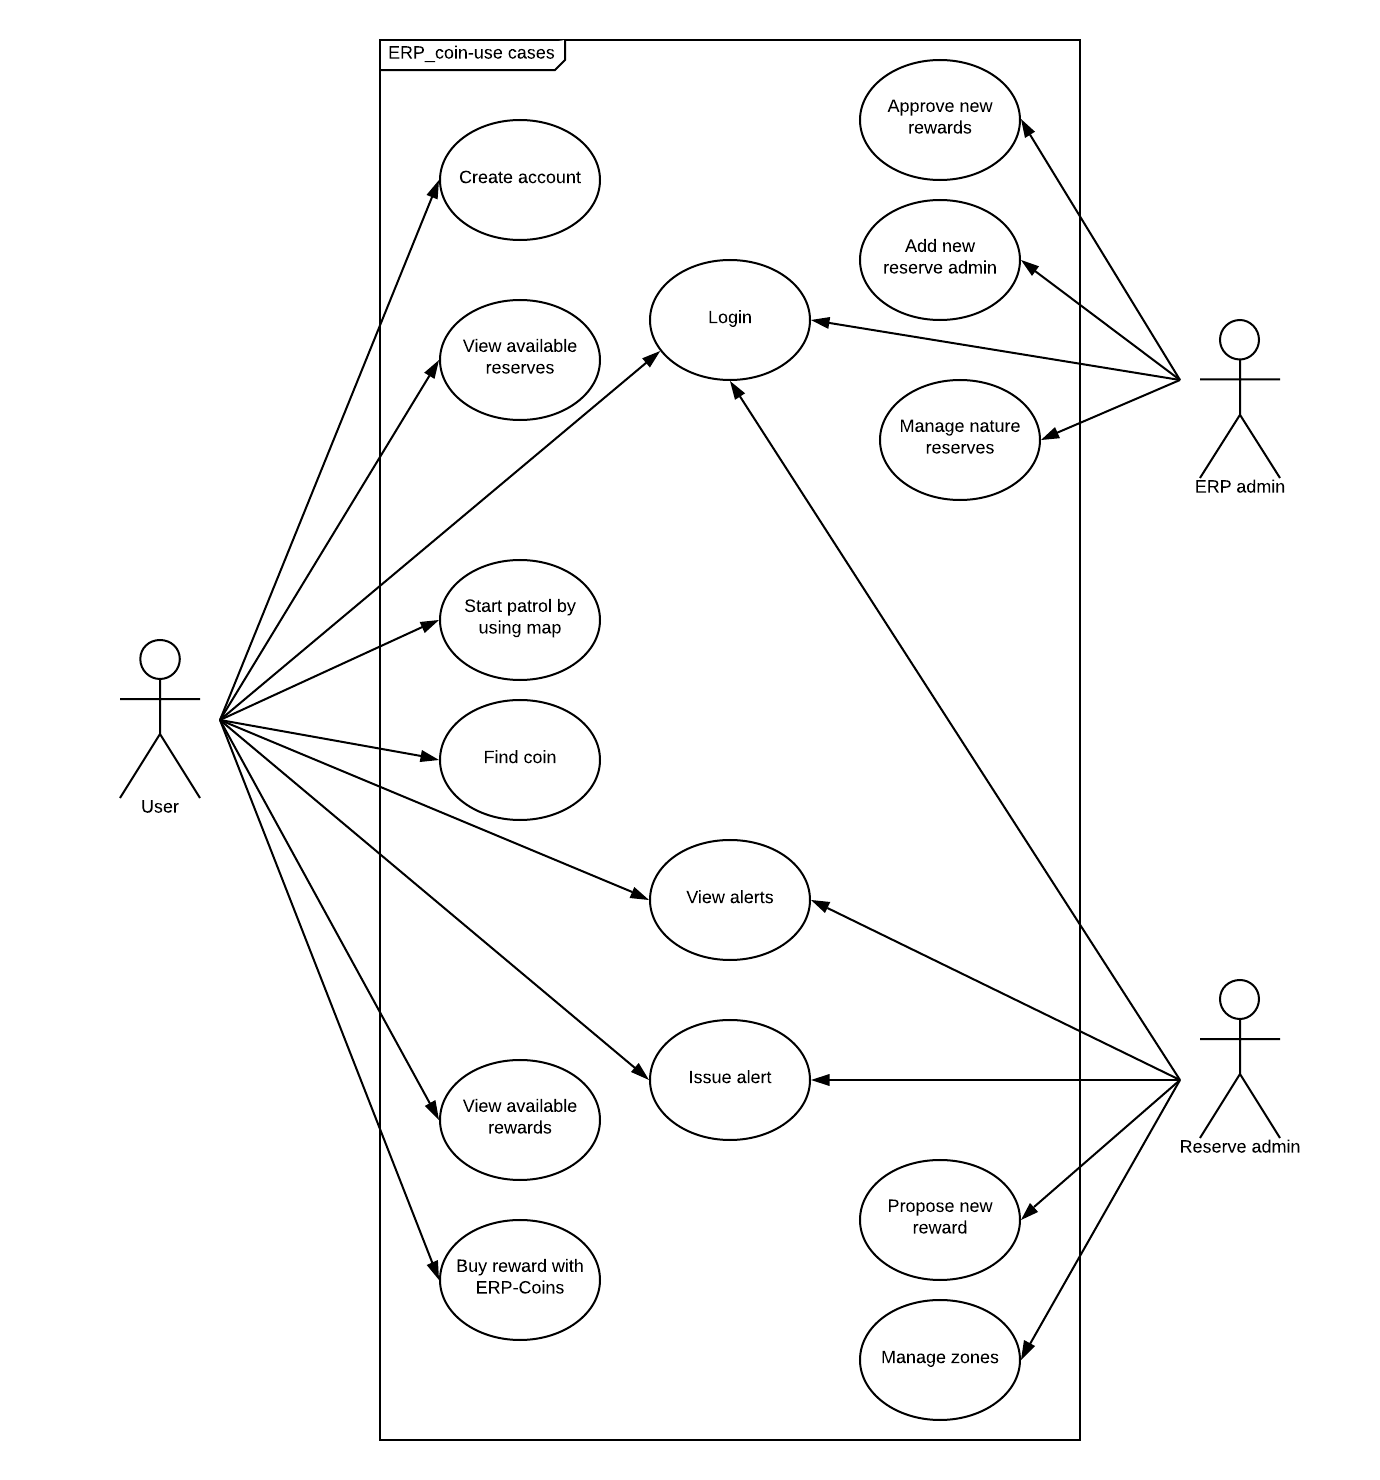 ERP_coin-use cases
Approve new
rewards
Create account
Add new
reserve admin
Login
View available
reserves
Manage nature
reserves
ERP admin
Start patrol by
using map
Find coin
User
View alerts
Issue alert
View available
rewards
Reserve admin
Propose new
reward
Buy reward with
ERP-Coins
Manage zones